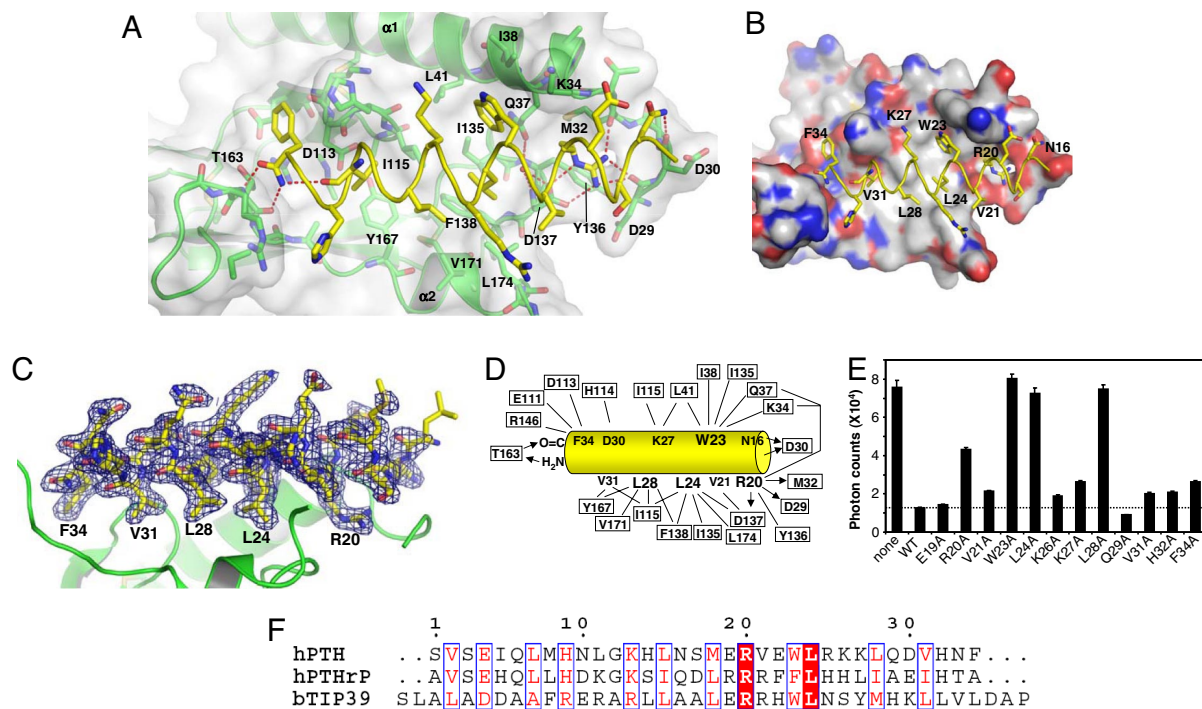 A
α1
I38
K34
L41
Q37
M32
I135
D113
I115
T163
D30
F138
D137
Y136
D29
Y167
V171
L174
α2
B
K27
W23
F34
R20
N16
V31
L28
L24
V21
C
F34
V31
L28
L24
R20
D
I38
I135
D113
H114
I115
L41
Q37
E111
K34
R146
O=C
F34
D30
K27
W23
N16
D30
T163
H₂N
V31
L28
L24
V21
R20
M32
Y167
I115
D137
D29
V171
F138
I135
L174
Y136
E
Photon counts (X10⁴)
8
6
4
2
0
none
WT
E19A
R20A
V21A
W23A
L24A
K26A
K27A
L28A
Q29A
V31A
H32A
F34A
F
1 10 20 30
hPTH ..SVSEIQLMHNLGKHLNSMERVEWLRKKLQDVHNF...
hPTHrP ..AVSEHQLLHDKGKSIQDLRRRFFLHHLIAEIHTA...
bTIP39 SLALADDAAFRERARLLAALERRHWLNSYMHKLLVLDAP